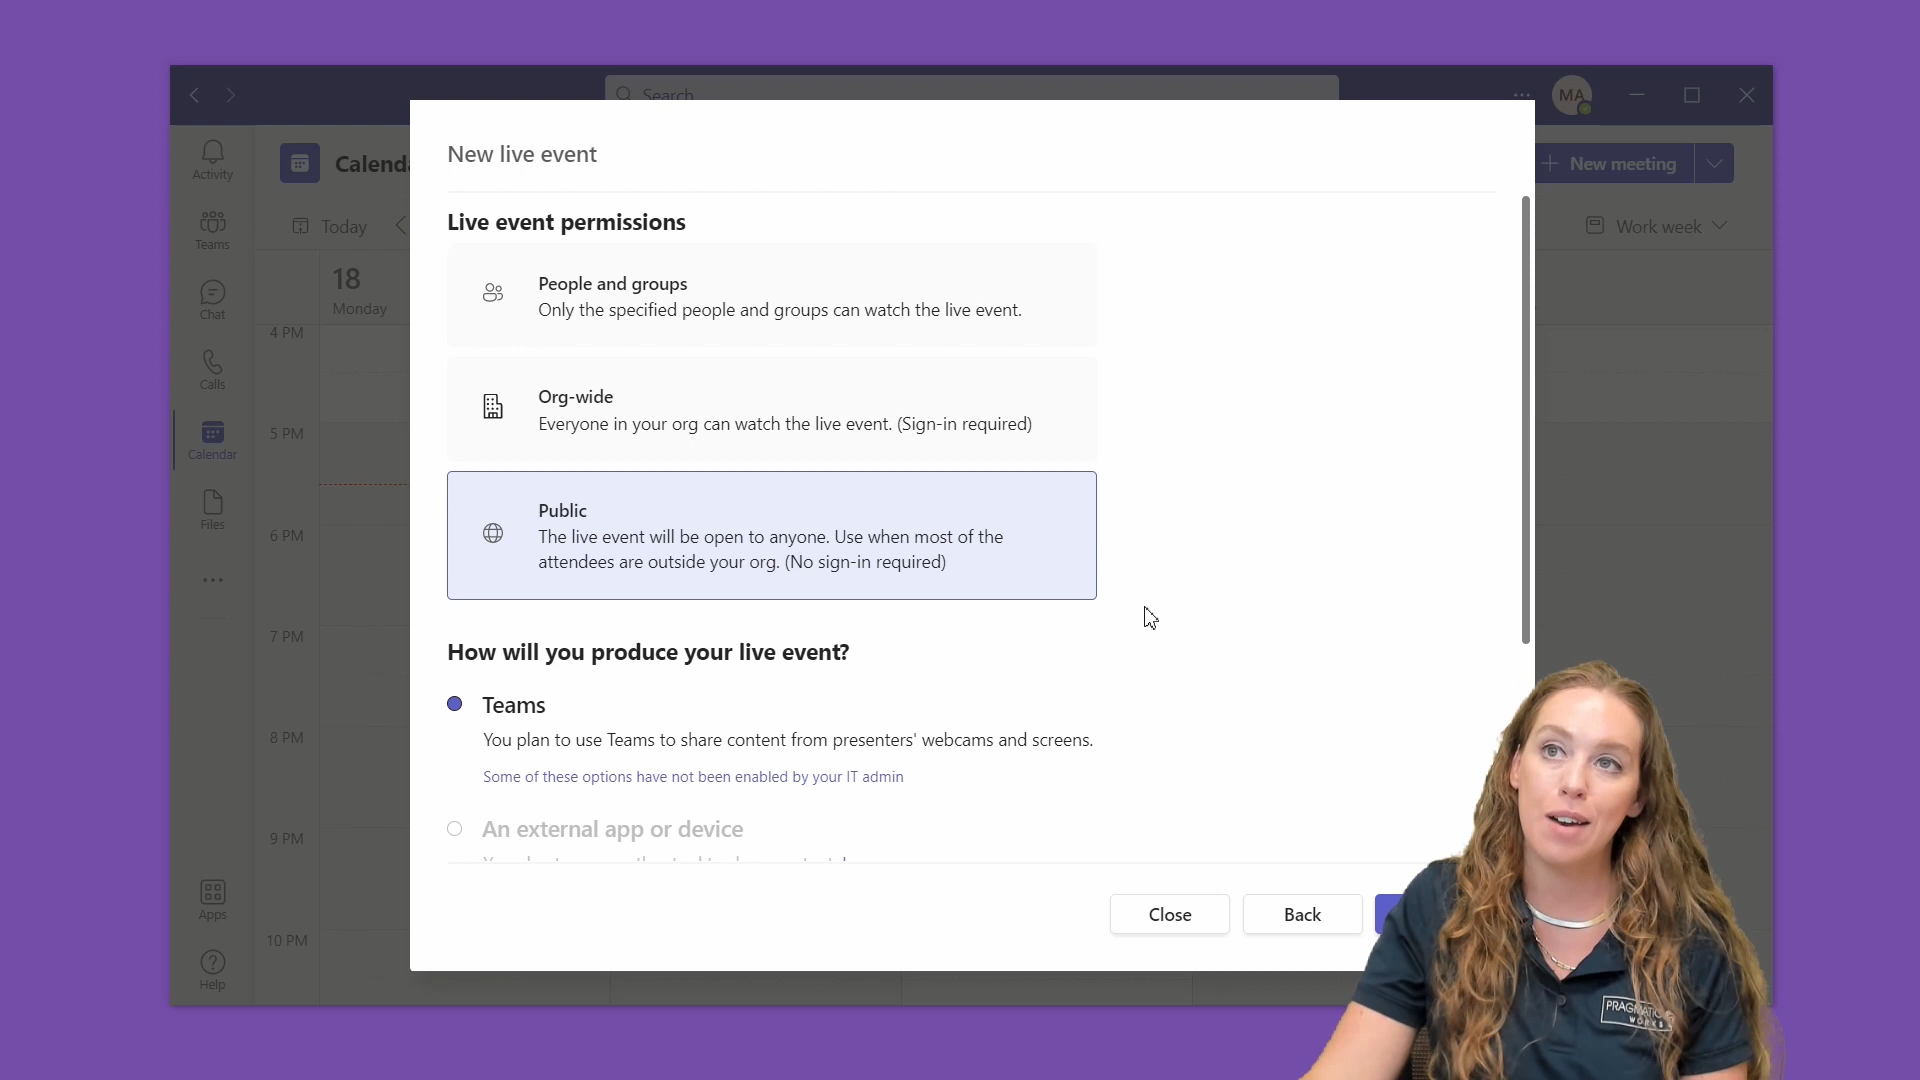 Search
MA
Activity
Teams
Chat
Calls
Calendar
Files
Apps
Help
New meeting
Today
Work week
18
Monday
4 PM
5 PM
6 PM
7 PM
8 PM
9 PM
10 PM
New live event
Live event permissions
People and groups
Only the specified people and groups can watch the live event.
Org-wide
Everyone in your org can watch the live event. (Sign-in required)
Public
The live event will be open to anyone. Use when most of the
attendees are outside your org. (No sign-in required)
How will you produce your live event?
Teams
You plan to use Teams to share content from presenters' webcams and screens.
Some of these options have not been enabled by your IT admin
An external app or device
Close
Back
PRAGMATIC
WORKS